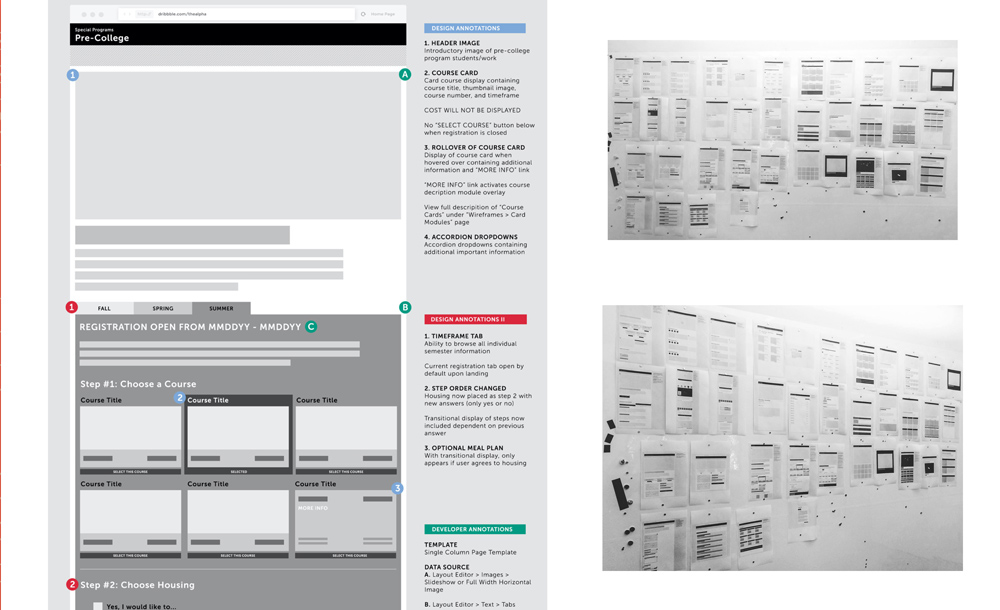 dribbble.com/thealphx
Home Page
Special Programs
Pre-College
1
A
FALL
SPRING
SUMMER
1
B
REGISTRATION OPEN FROM MMDDYY - MMDDYY
C
Step #1: Choose a Course
Course Title
2
Course Title
Course Title
SELECT THIS COURSE
SELECTED
SELECT THIS COURSE
Course Title
Course Title
Course Title
3
MORE INFO
SELECT THIS COURSE
SELECT THIS COURSE
SELECT THIS COURSE
2
Step #2: Choose Housing
Yes, I would like to...
DESIGN ANNOTATIONS
1. HEADER IMAGE
Introductory image of pre-college
program students/work
2. COURSE CARD
Card course display containing
course title, thumbnail image,
course number, and timeframe
COST WILL NOT BE DISPLAYED
No "SELECT COURSE" button below
when registration is closed
3. ROLLOVER OF COURSE CARD
Display of course card when
hovered over containing additional
information and "MORE INFO" link
"MORE INFO" link activates course
decription module overlay
View full descripition of "Course
Cards" under "Wireframes > Card
Modules" page
4. ACCORDION DROPDOWNS
Accordion dropdowns containing
additional important information
DESIGN ANNOTATIONS II
1. TIMEFRAME TAB
Ability to browse all individual
semester information
Current registration tab open by
default upon landing
2. STEP ORDER CHANGED
Housing now placed as step 2 with
new answers (only yes or no)
Transitional display of steps now
included dependent on previous
answer
3. OPTIONAL MEAL PLAN
With transitional display, only
appears if user agrees to housing
DEVELOPER ANNOTATIONS
TEMPLATE
Single Column Page Template
DATA SOURCE
A. Layout Editor > Images >
Slideshow or Full Width Horizontal
Image
B. Layout Editor > Text > Tabs